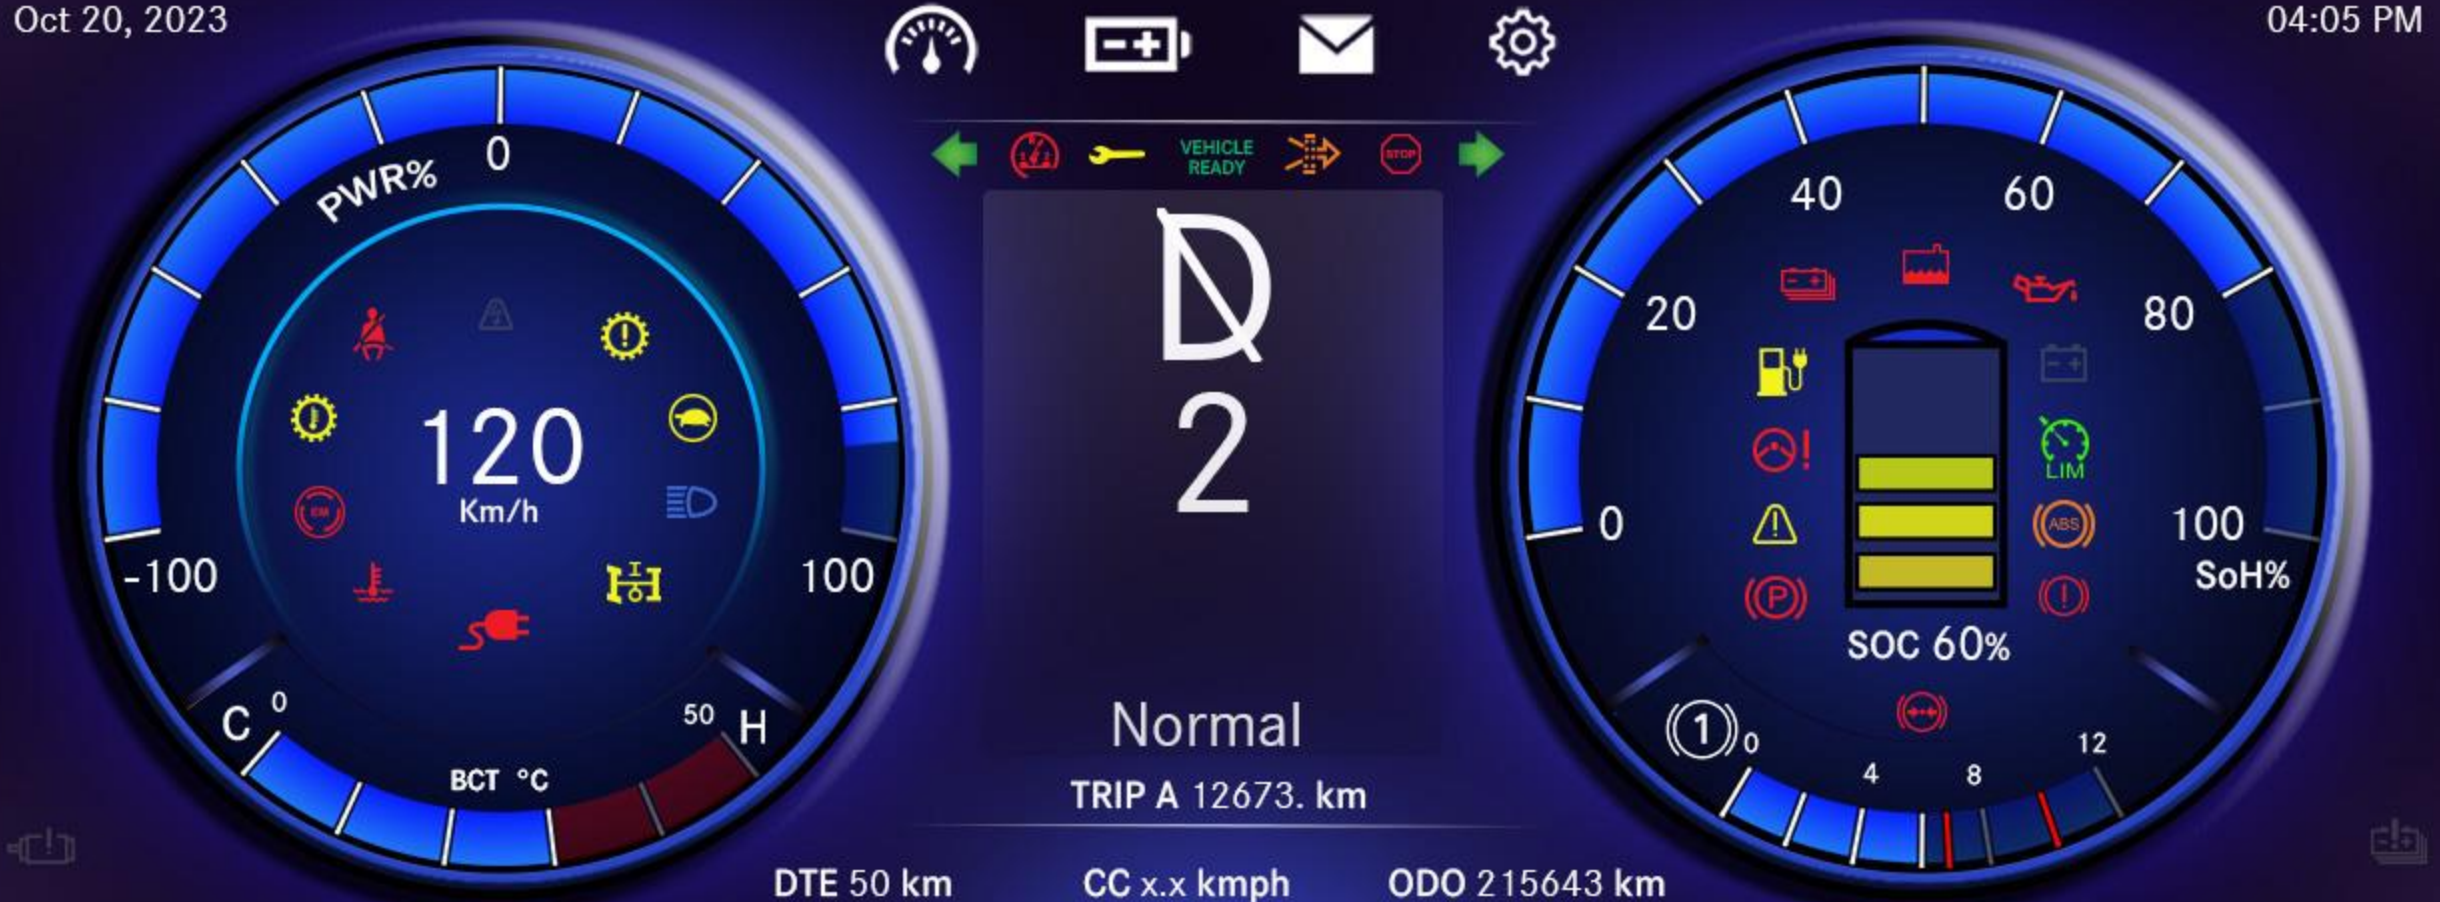 Oct 20, 2023
04:05 PM
VEHICLE
READY
STOP
PWR%
0
-100
100
120
Km/h
EM
C
0
50
H
BCT °C
D
2
Normal
TRIP A 12673. km
DTE 50 km
CC x.x kmph
ODO 215643 km
0
20
40
60
80
100
SoH%
LIM
ABS
P
SOC 60%
1
0
4
8
12